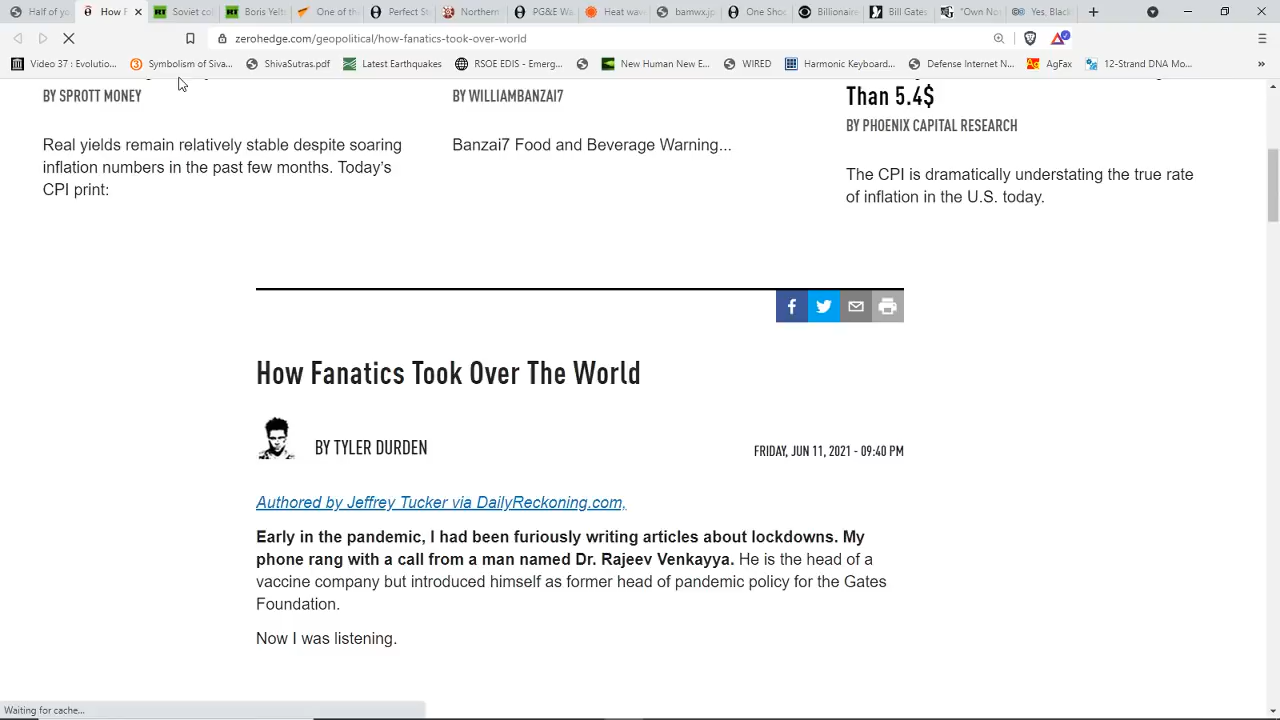 Half of yo
How F
Soviet col
Boris Yelts
One of th
Perfect Sto
Northern
PG&E Wa
Heat wave
bamwx.jp
One Shoc
Billionaire
Bill Gates
"Own No
Yes, Black
zerohedge.com/geopolitical/how-fanatics-took-over-world
Video 37 : Evolutio...
Symbolism of Siva...
ShivaSutras.pdf
Latest Earthquakes
RSOE EDIS - Emerg...
New Human New E...
WIRED
Harmonic Keyboard...
Defense Internet N...
AgFax
12-Strand DNA Mo...
BY SPROTT MONEY
BY WILLIAMBANZAI7
Than 5.4$
BY PHOENIX CAPITAL RESEARCH
Real yields remain relatively stable despite soaring
inflation numbers in the past few months. Today's
CPI print:
Banzai7 Food and Beverage Warning...
The CPI is dramatically understating the true rate
of inflation in the U.S. today.
How Fanatics Took Over The World
BY TYLER DURDEN
FRIDAY, JUN 11, 2021 - 09:40 PM
Authored by Jeffrey Tucker via DailyReckoning.com,
Early in the pandemic, I had been furiously writing articles about lockdowns. My
phone rang with a call from a man named Dr. Rajeev Venkayya. He is the head of a
vaccine company but introduced himself as former head of pandemic policy for the Gates
Foundation.
Now I was listening.
Waiting for cache...